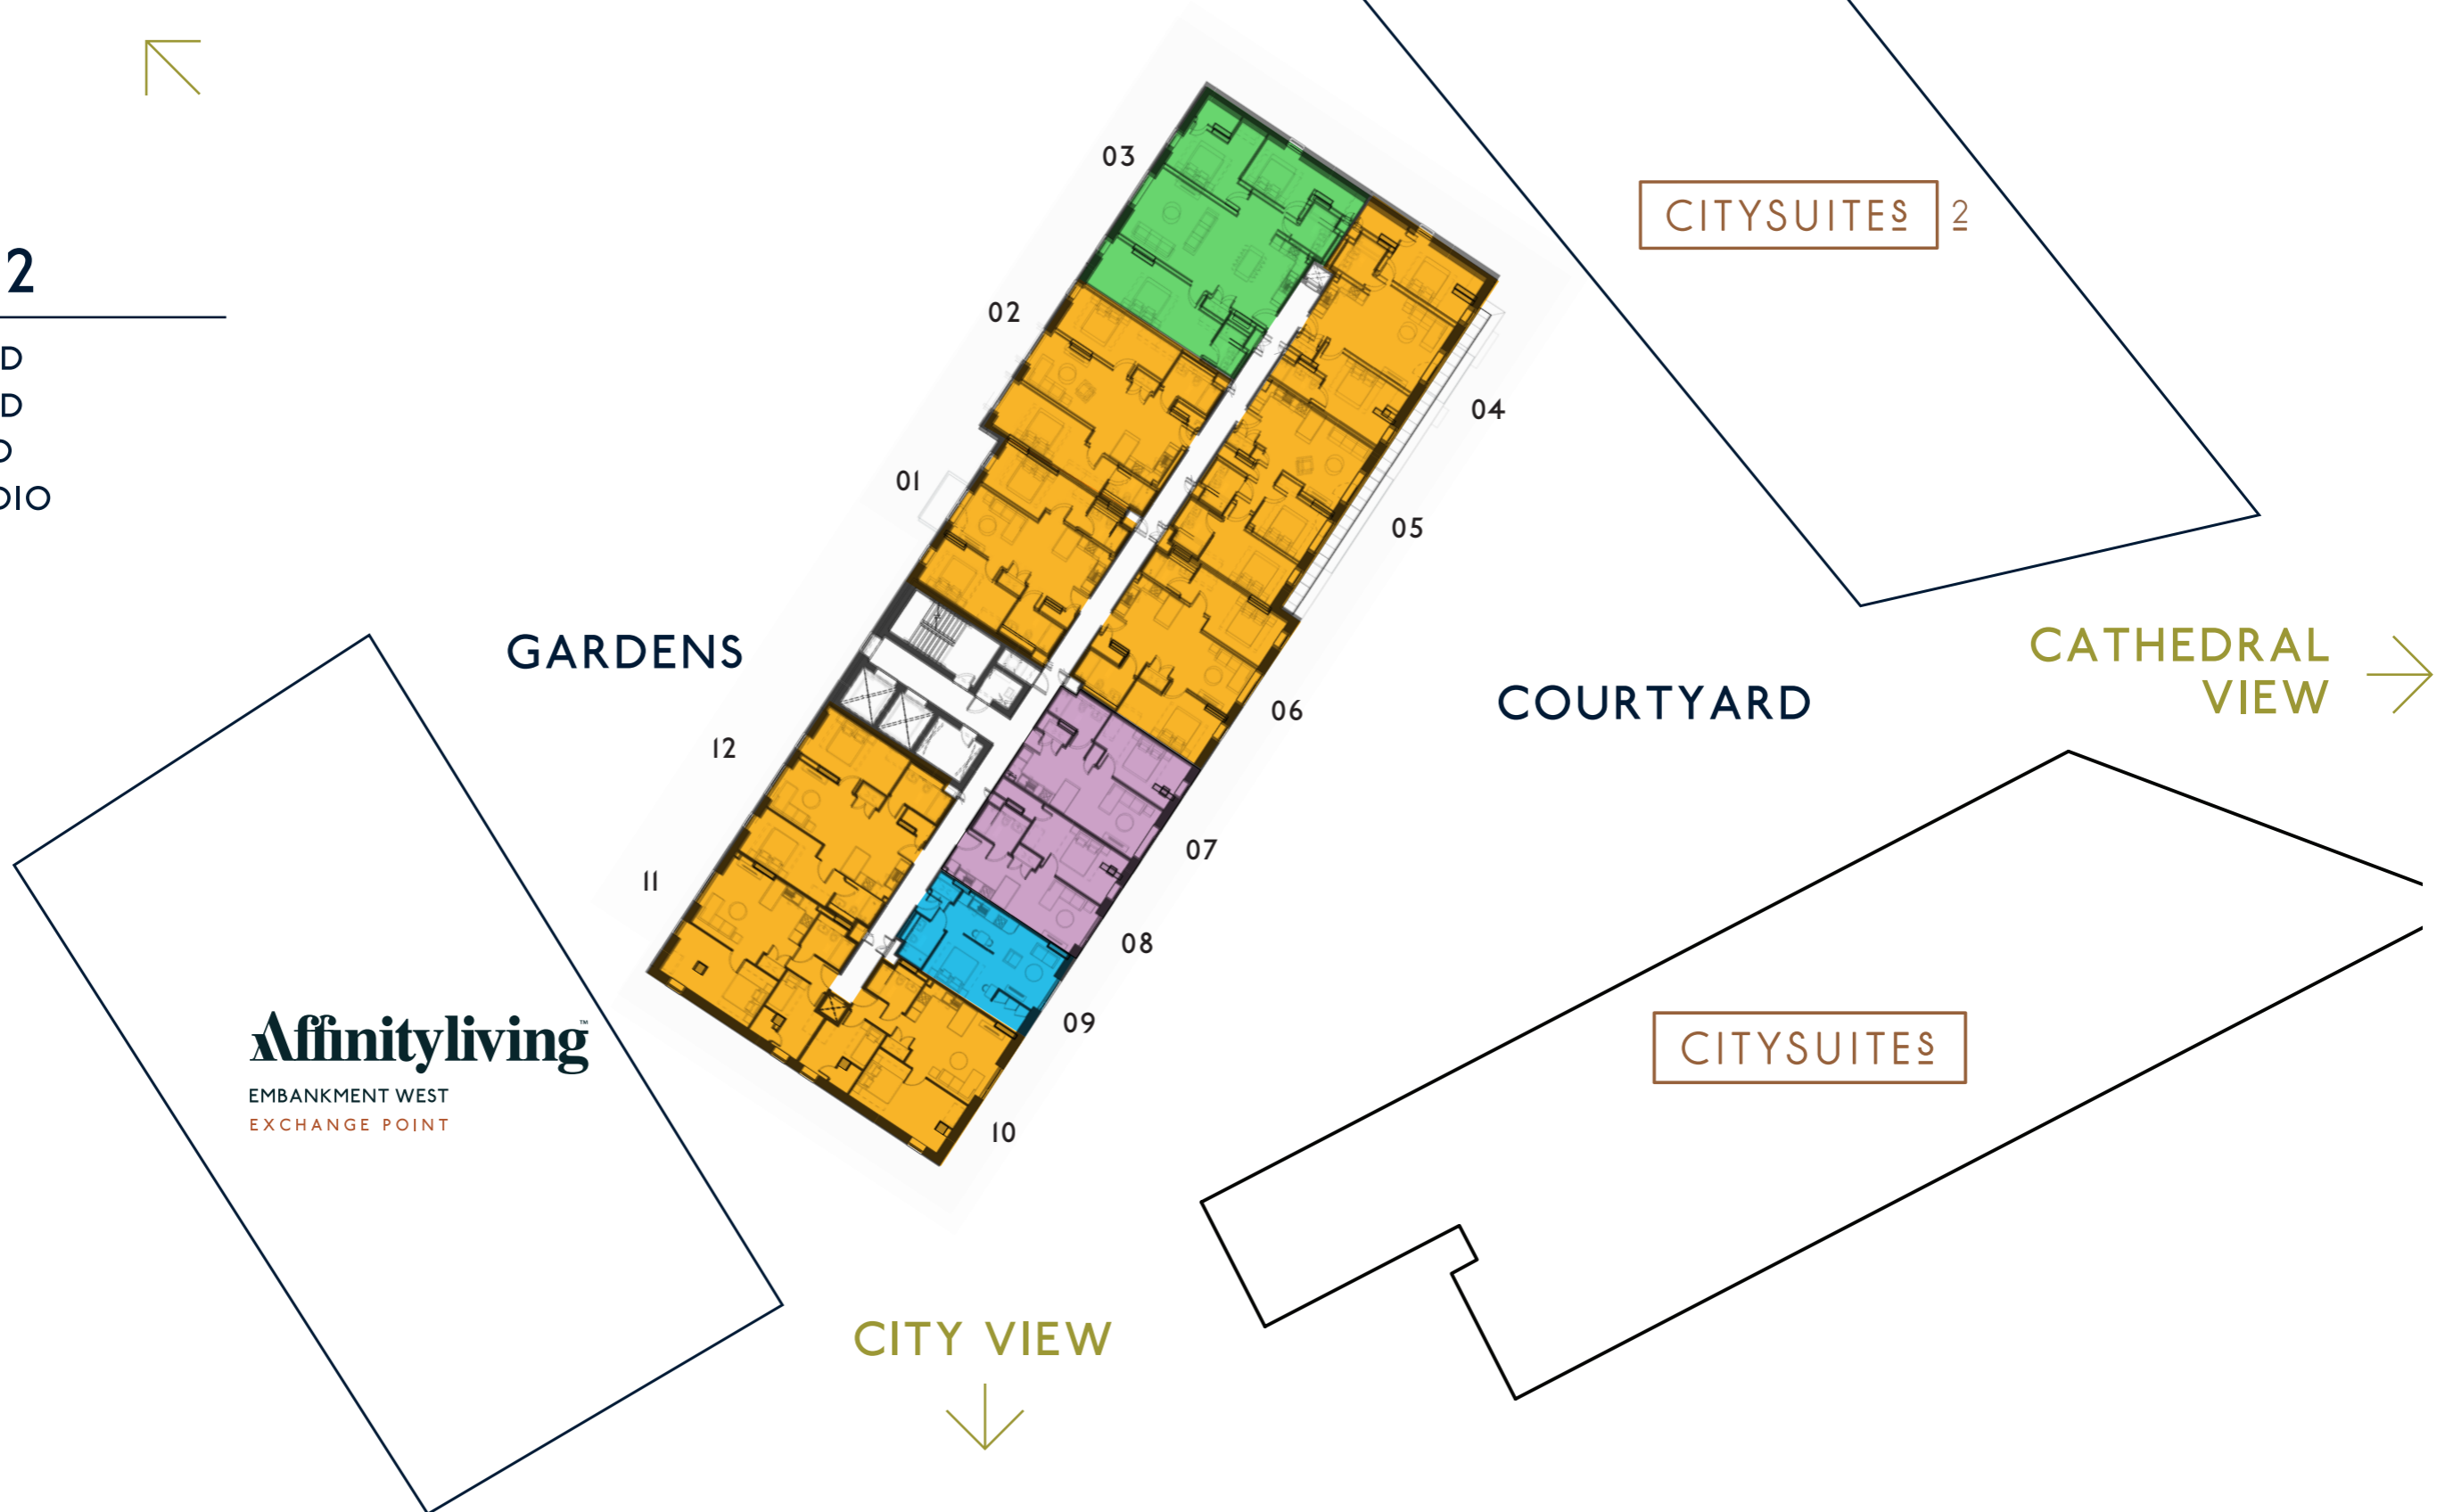 2
D
D
O
DIO
03
02
01
04
05
06
07
08
09
10
11
12
GARDENS
COURTYARD
CITYSUITES 2
CATHEDRAL
VIEW
Affinityliving™
EMBANKMENT WEST
EXCHANGE POINT
CITYSUITES
CITY VIEW